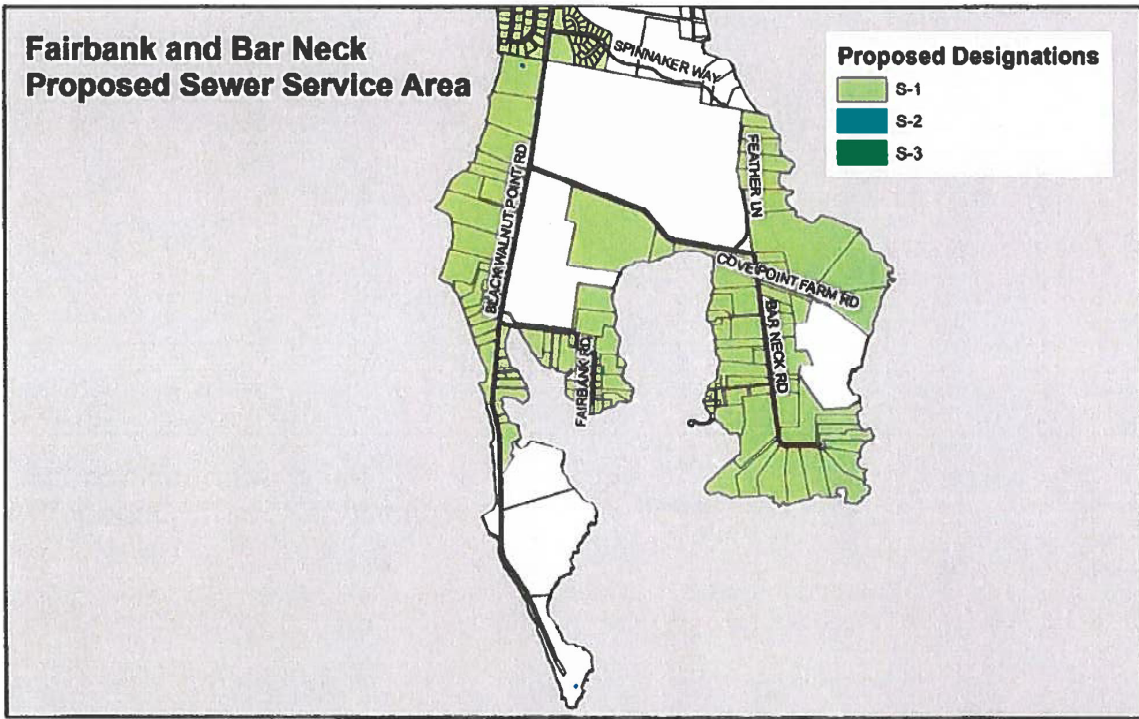 Fairbank and Bar Neck
Proposed Sewer Service Area
Proposed Designations
S-1
S-2
S-3
SPINNAKER WAY
FEATHER LN
BLACK WALNUT POINT RD
COVE POINT FARM RD
BAR NECK RD
FAIRBANK RD